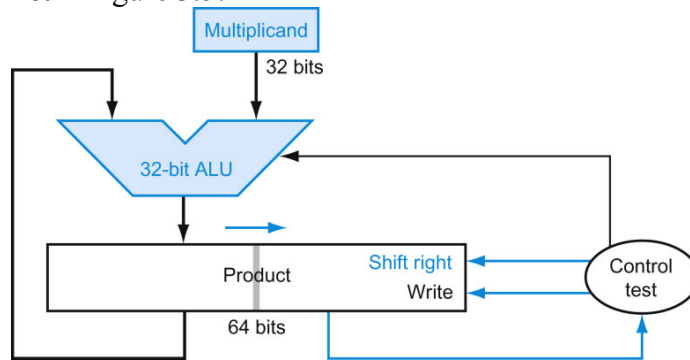 Multiplicand
32 bits
32-bit ALU
Product
Shift right
Write
Control
test
64 bits